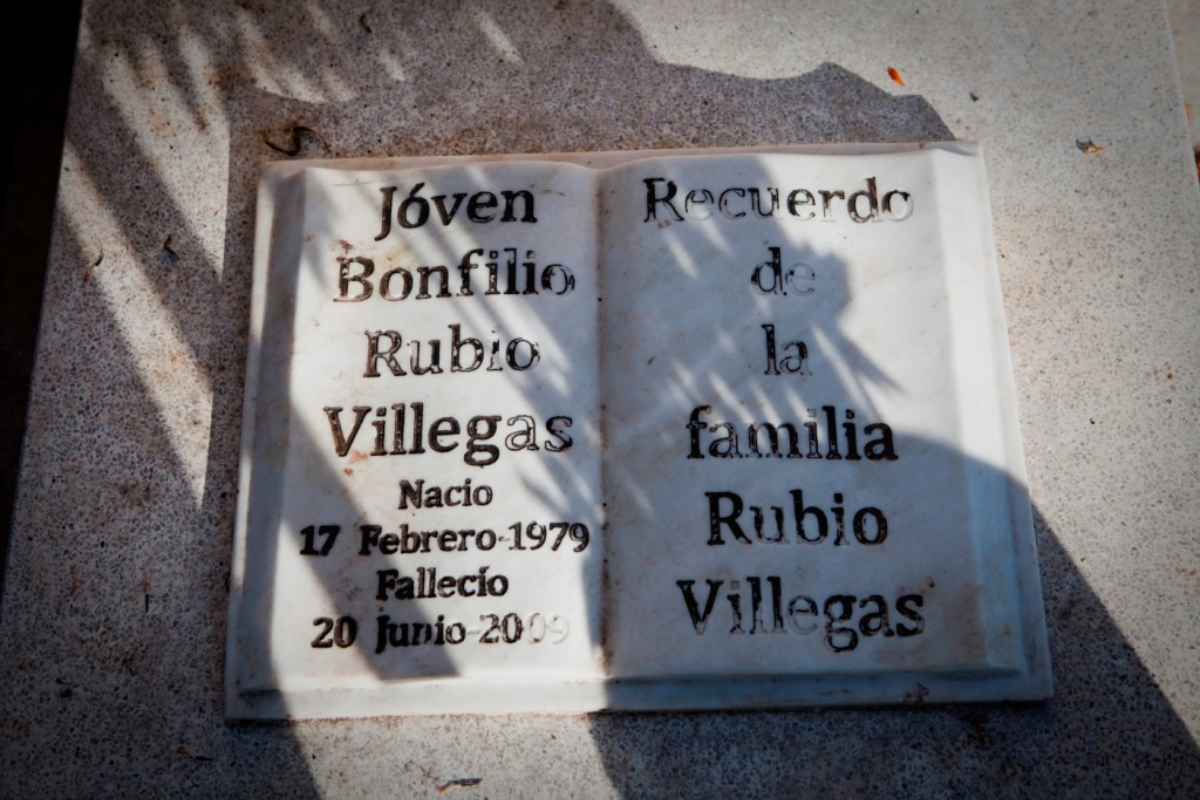 Jóven
Bonfilio
Rubio
Villegas
Nacio
17 Febrero-1979
Fallecio
20 Junio-2009
Recuerdo
de
la
familia
Rubio
Villegas